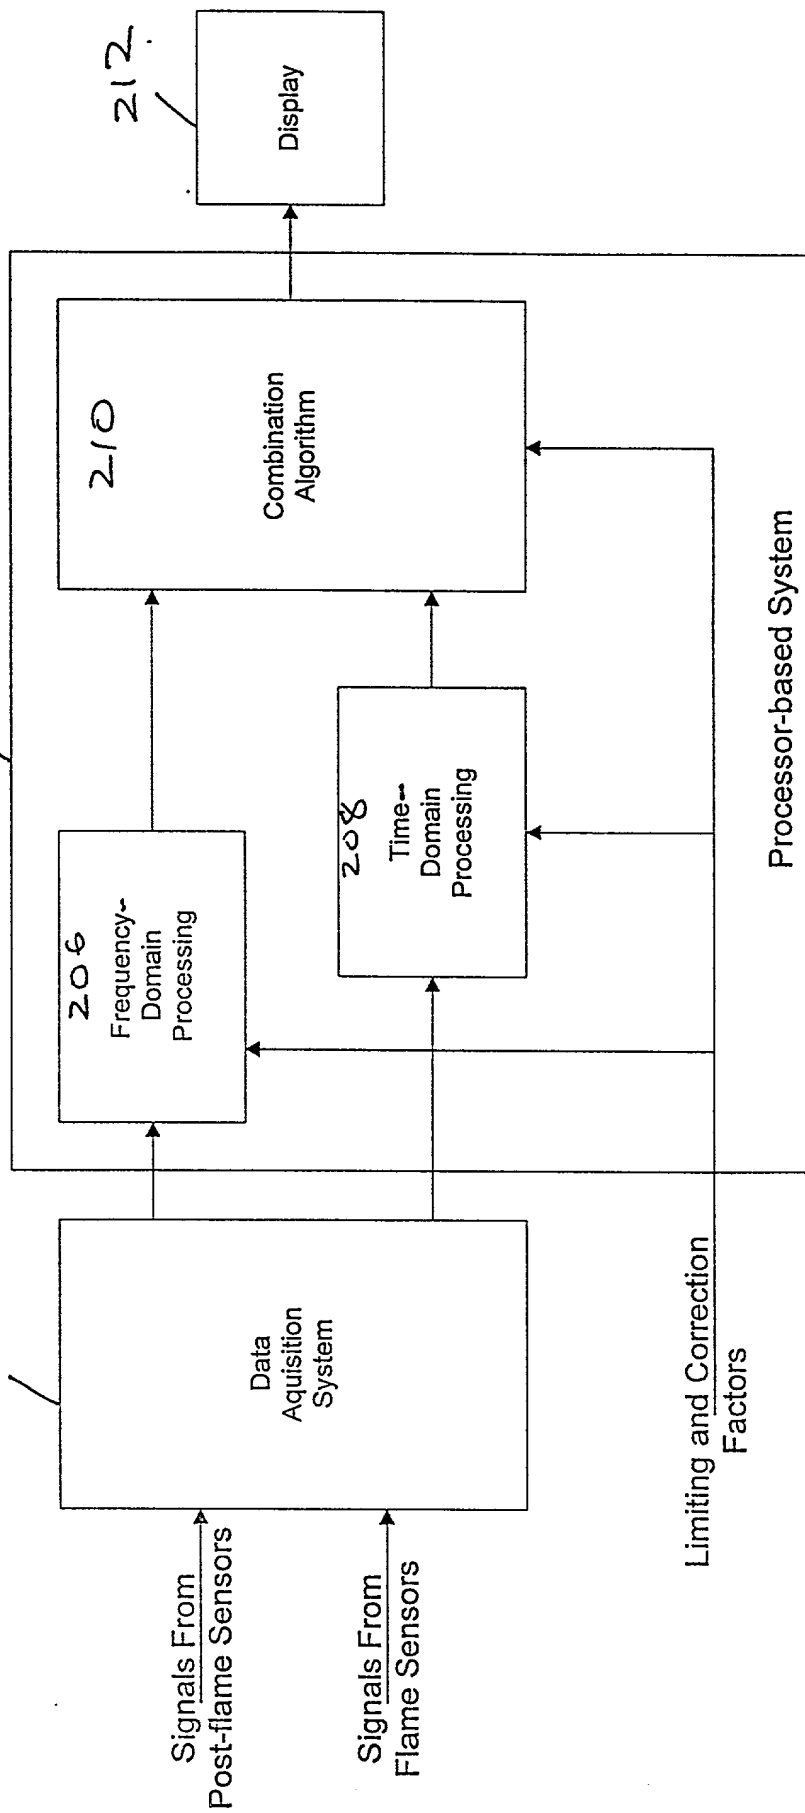 Signals From
Post-flame Sensors
Signals From
Flame Sensors
Data
Aquisition
System
Limiting and Correction
Factors
206
Frequency-
Domain
Processing
208
Time--
Domain
Processing
210
Combination
Algorithm
Processor-based System
212
Display